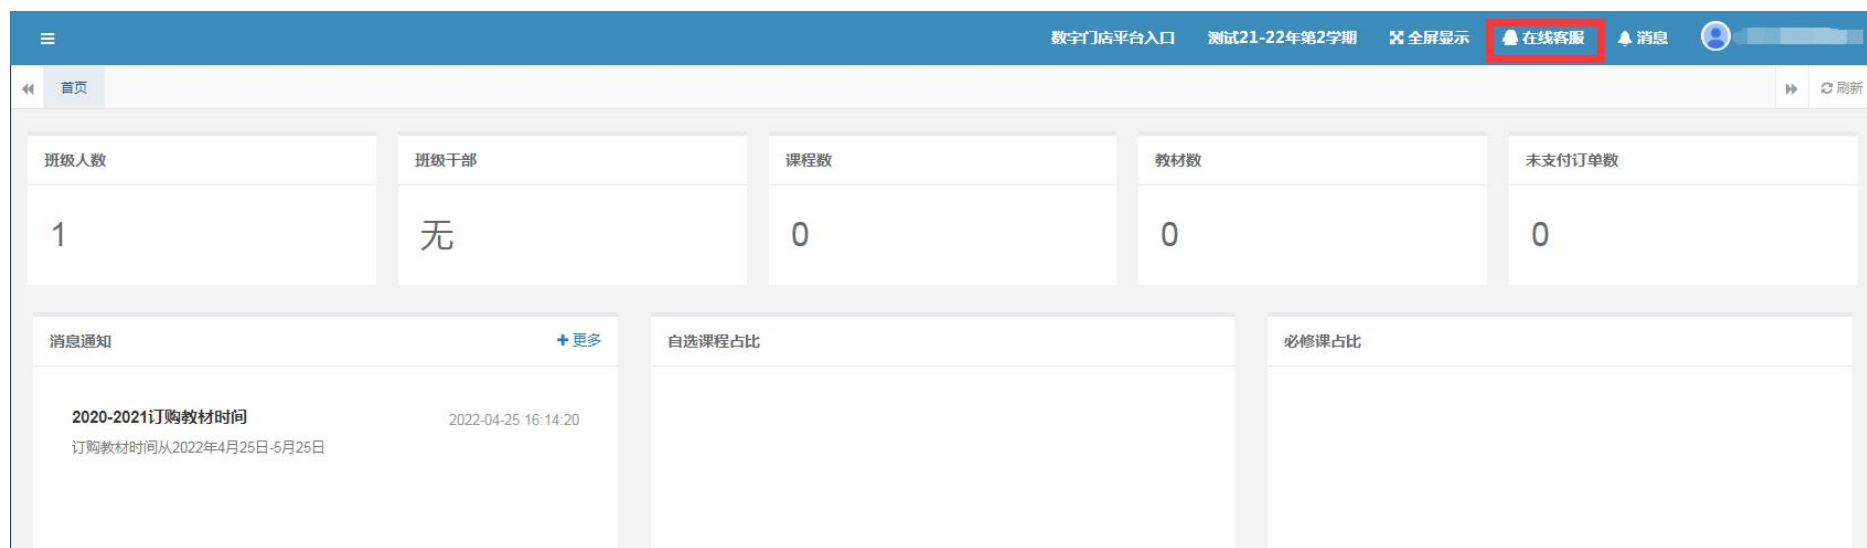 数字门店平台入口 测试21-22年第2学期 全屏显示 在线客服 消息
首页 刷新
班级人数 班级干部 课程数 教材数 未支付订单数
1 无 0 0 0
消息通知 更多 自选课程占比 必修课占比
2020-2021订购教材时间 2022-04-25 16:14:20
订购教材时间从2022年4月25日-5月25日